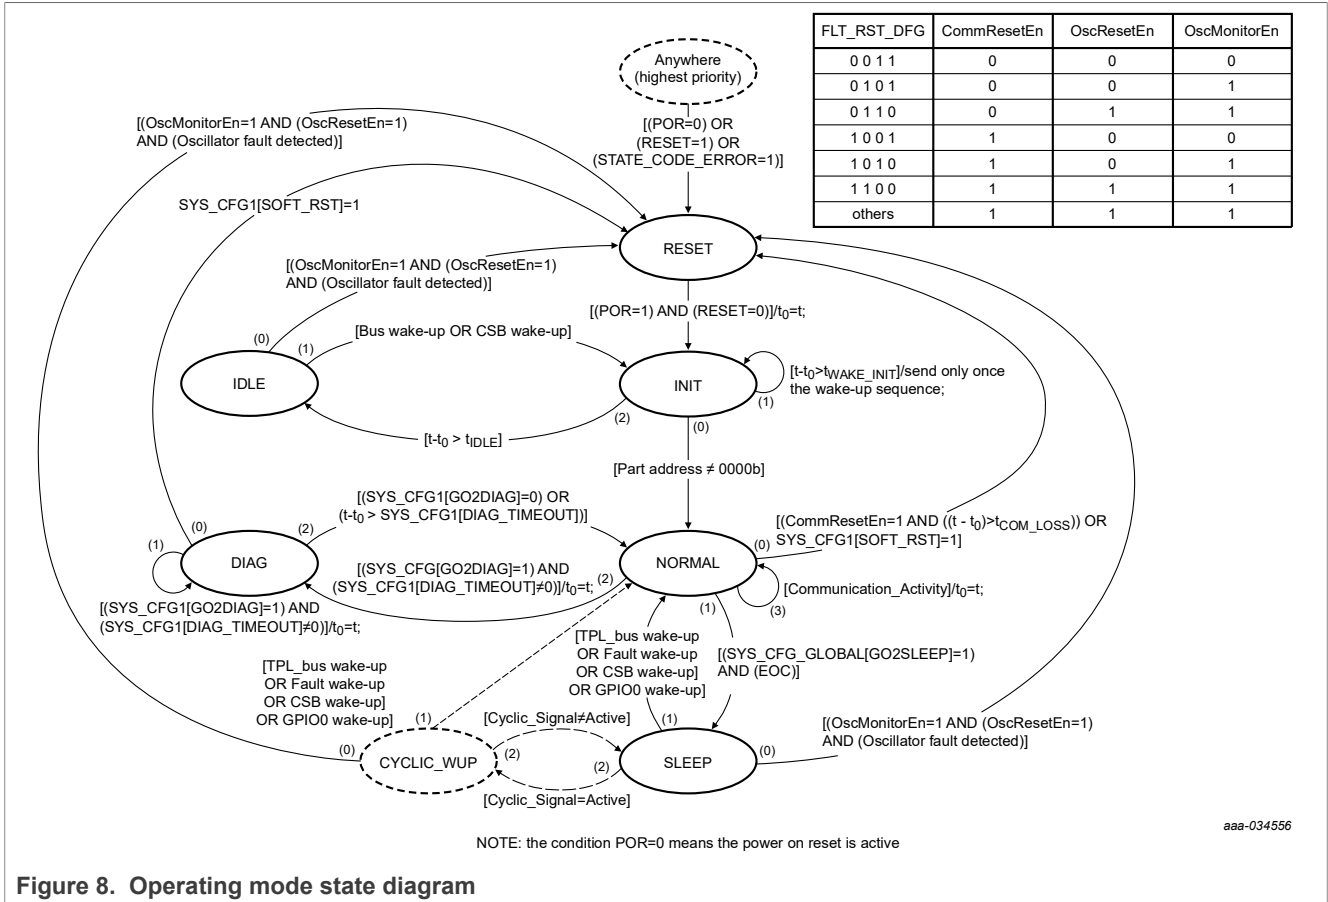 FLT_RST_DFG CommResetEn OscResetEn OscMonitorEn
0 0 1 1 0 0 0
0 1 0 1 0 0 1
0 1 1 0 0 1 1
1 0 0 1 1 0 0
1 0 1 0 1 0 1
1 1 0 0 1 1 1
others 1 1 1
Anywhere
(highest priority)
[(POR=0) OR
(RESET=1) OR
(STATE_CODE_ERROR=1)]
[(OscMonitorEn=1 AND (OscResetEn=1)
AND (Oscillator fault detected)]
SYS_CFG1[SOFT_RST]=1
RESET
[(OscMonitorEn=1 AND (OscResetEn=1)
AND (Oscillator fault detected)]
[(POR=1) AND (RESET=0)]/t0=t;
(0)
(1)
[Bus wake-up OR CSB wake-up]
IDLE
INIT
[t-t0>tWAKE_INIT]/send only once
the wake-up sequence;
(1)
(2)
(0)
[t-t0 > tIDLE]
[Part address ≠ 0000b]
[(SYS_CFG1[GO2DIAG]=0) OR
(t-t0 > SYS_CFG1[DIAG_TIMEOUT])]
[(CommResetEn=1 AND ((t - t0)>tCOM_LOSS)) OR
SYS_CFG1[SOFT_RST]=1]
(0)
(2)
(1)
(0)
DIAG
NORMAL
[(SYS_CFG[GO2DIAG]=1) AND
(SYS_CFG1[DIAG_TIMEOUT]≠0)]/t0=t;
(2)
[Communication_Activity]/t0=t;
(3)
(1)
[(SYS_CFG1[GO2DIAG]=1) AND
(SYS_CFG1[DIAG_TIMEOUT]≠0)]/t0=t;
[TPL_bus wake-up
OR Fault wake-up
OR CSB wake-up]
OR GPIO0 wake-up]
[(SYS_CFG_GLOBAL[GO2SLEEP]=1)
AND (EOC)]
[TPL_bus wake-up
OR Fault wake-up
OR CSB wake-up]
OR GPIO0 wake-up]
(1)
[Cyclic_Signal≠Active]
(1)
[(OscMonitorEn=1 AND (OscResetEn=1)
AND (Oscillator fault detected)]
(0)
(2)
(2)
(0)
CYCLIC_WUP
SLEEP
[Cyclic_Signal=Active]
aaa-034556
NOTE: the condition POR=0 means the power on reset is active
Figure 8. Operating mode state diagram